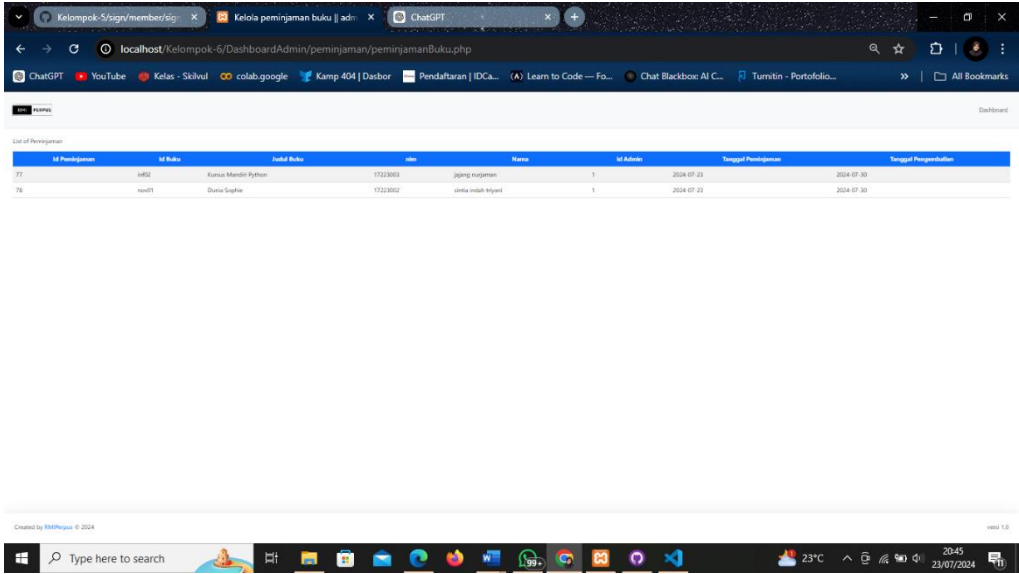 Kelompok-5/sign/member/sign
Kelola peminjaman buku || adm
ChatGPT
localhost/Kelompok-6/DashboardAdmin/peminjaman/peminjamanBuku.php
ChatGPT YouTube Kelas - Skilvul colab.google Kamp 404 | Dasbor Pendaftaran | IDCa... Learn to Code — Fo... Chat Blackbox: AI C... Turnitin - Portofolio... » All Bookmarks
PERPUS Dashboard
List of Peminjaman
Id Peminjaman Id Buku Judul Buku nim Nama Id Admin Tanggal Peminjaman Tanggal Pengembalian
77 inf02 Kursus Mandiri Python 17223003 jajang nurjaman 1 2024-07-23 2024-07-30
78 nov01 Dunia Sophie 17223002 sintia indah triyani 1 2024-07-23 2024-07-30
Created by RMIPerpus © 2024 versi 1.0
Type here to search 99+ 23°C 20:45
23/07/2024 11